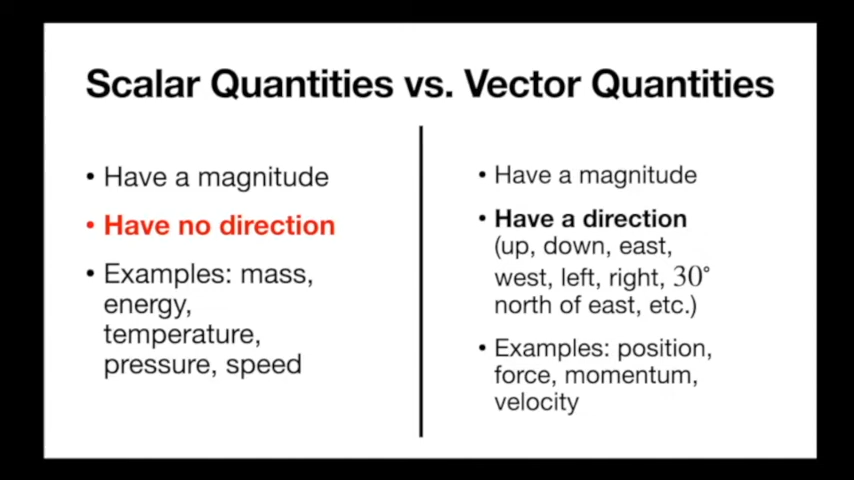 Scalar Quantities vs. Vector Quantities
• Have a magnitude
• Have no direction
• Examples: mass,
energy,
temperature,
pressure, speed
• Have a magnitude
• Have a direction
(up, down, east,
west, left, right, 30°
north of east, etc.)
• Examples: position,
force, momentum,
velocity